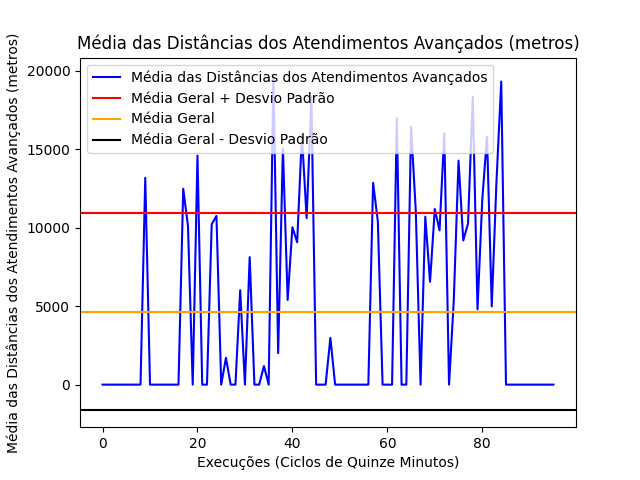 Média das Distâncias dos Atendimentos Avançados (metros)
Média das Distâncias dos Atendimentos Avançados (metros)
20000
15000
10000
5000
0
Média das Distâncias dos Atendimentos Avançados
Média Geral + Desvio Padrão
Média Geral
Média Geral - Desvio Padrão
0
20
40
60
80
Execuções (Ciclos de Quinze Minutos)